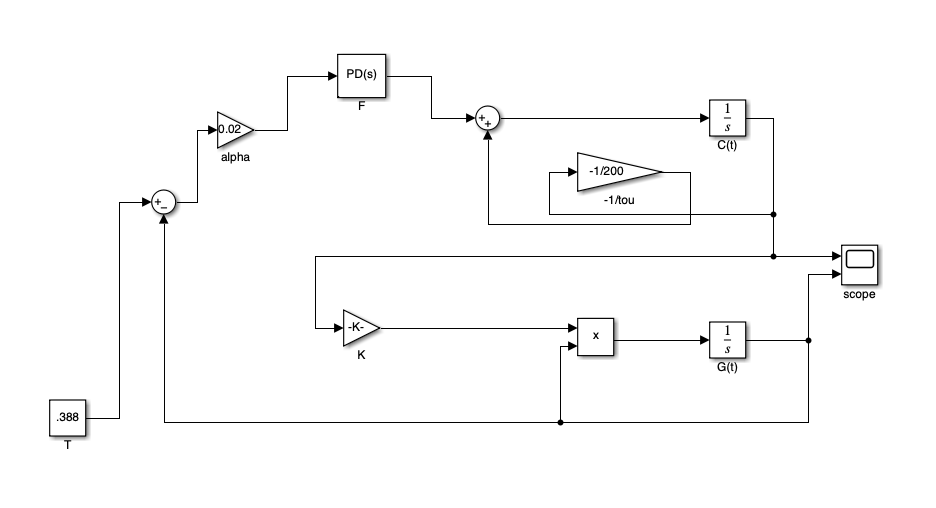 PD(s)
F
0.02
alpha
+
+
1
s
C(t)
-1/200
-1/tou
+
−
scope
-K-
K
x
1
s
G(t)
.388
T